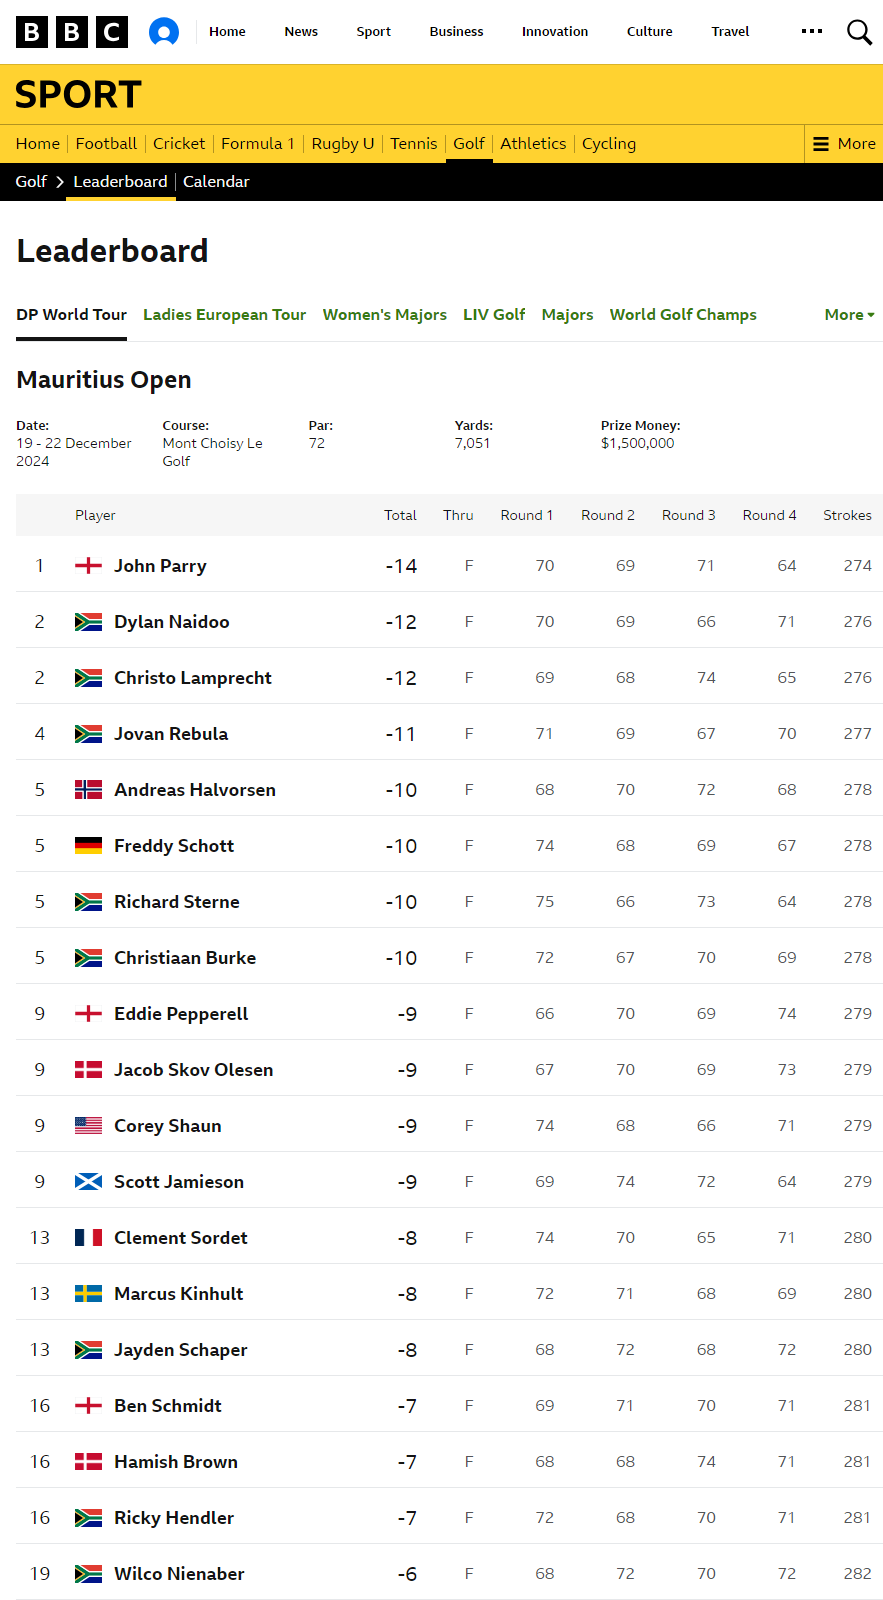 BBC Home News Sport Business Innovation Culture Travel
SPORT
Home Football Cricket Formula 1 Rugby U Tennis Golf Athletics Cycling More
Golf Leaderboard Calendar
Leaderboard
DP World Tour Ladies European Tour Women's Majors LIV Golf Majors World Golf Champs More
Mauritius Open
Date: Course: Par: Yards: Prize Money:
19 - 22 December Mont Choisy Le 72 7,051 $1,500,000
2024 Golf
Player Total Thru Round 1 Round 2 Round 3 Round 4 Strokes
1 John Parry -14 F 70 69 71 64 274
2 Dylan Naidoo -12 F 70 69 66 71 276
2 Christo Lamprecht -12 F 69 68 74 65 276
4 Jovan Rebula -11 F 71 69 67 70 277
5 Andreas Halvorsen -10 F 68 70 72 68 278
5 Freddy Schott -10 F 74 68 69 67 278
5 Richard Sterne -10 F 75 66 73 64 278
5 Christiaan Burke -10 F 72 67 70 69 278
9 Eddie Pepperell -9 F 66 70 69 74 279
9 Jacob Skov Olesen -9 F 67 70 69 73 279
9 Corey Shaun -9 F 74 68 66 71 279
9 Scott Jamieson -9 F 69 74 72 64 279
13 Clement Sordet -8 F 74 70 65 71 280
13 Marcus Kinhult -8 F 72 71 68 69 280
13 Jayden Schaper -8 F 68 72 68 72 280
16 Ben Schmidt -7 F 69 71 70 71 281
16 Hamish Brown -7 F 68 68 74 71 281
16 Ricky Hendler -7 F 72 68 70 71 281
19 Wilco Nienaber -6 F 68 72 70 72 282